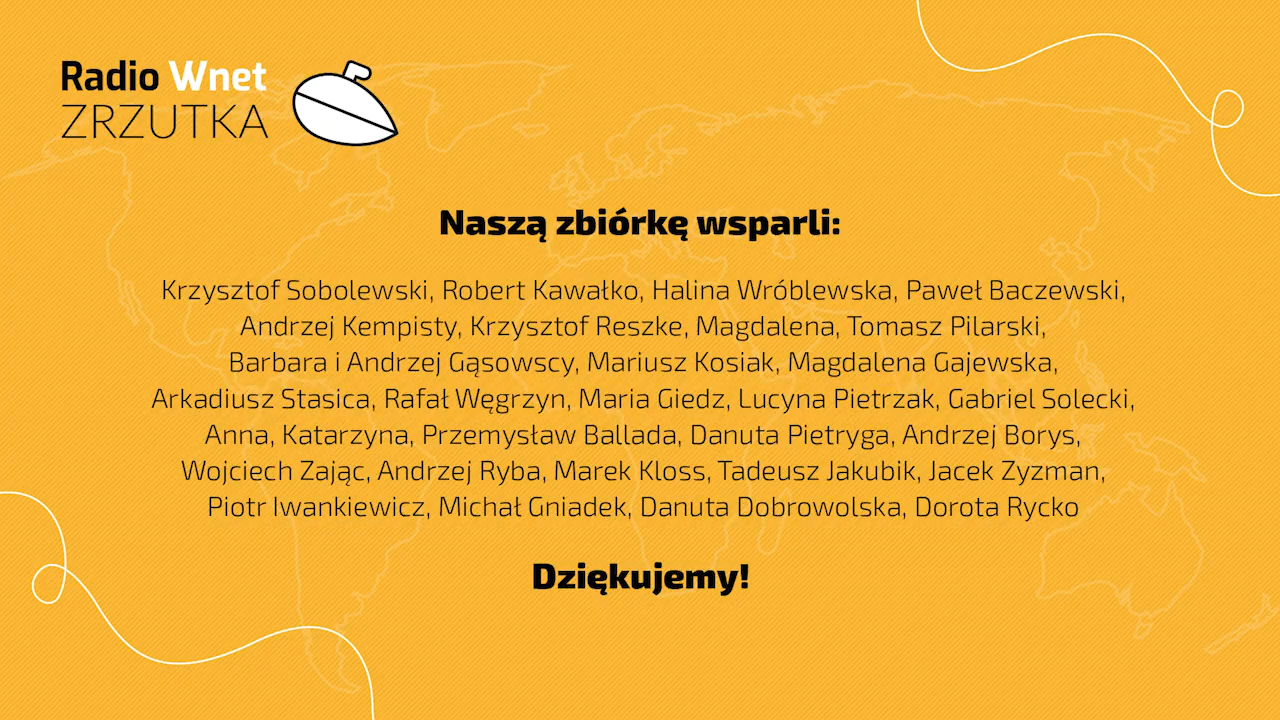 Radio Wnet
ZRZUTKA
Naszą zbiórkę wsparli:
Krzysztof Sobolewski, Robert Kawałko, Halina Wróblewska, Paweł Baczewski,
Andrzej Kempisty, Krzysztof Reszke, Magdalena, Tomasz Pilarski,
Barbara i Andrzej Gąsowscy, Mariusz Kosiak, Magdalena Gajewska,
Arkadiusz Stasica, Rafał Węgrzyn, Maria Giedz, Lucyna Pietrzak, Gabriel Solecki,
Anna, Katarzyna, Przemysław Ballada, Danuta Pietryga, Andrzej Borys,
Wojciech Zając, Andrzej Ryba, Marek Kloss, Tadeusz Jakubik, Jacek Zyzman,
Piotr Iwankiewicz, Michał Gniadek, Danuta Dobrowolska, Dorota Rycko
Dziękujemy!